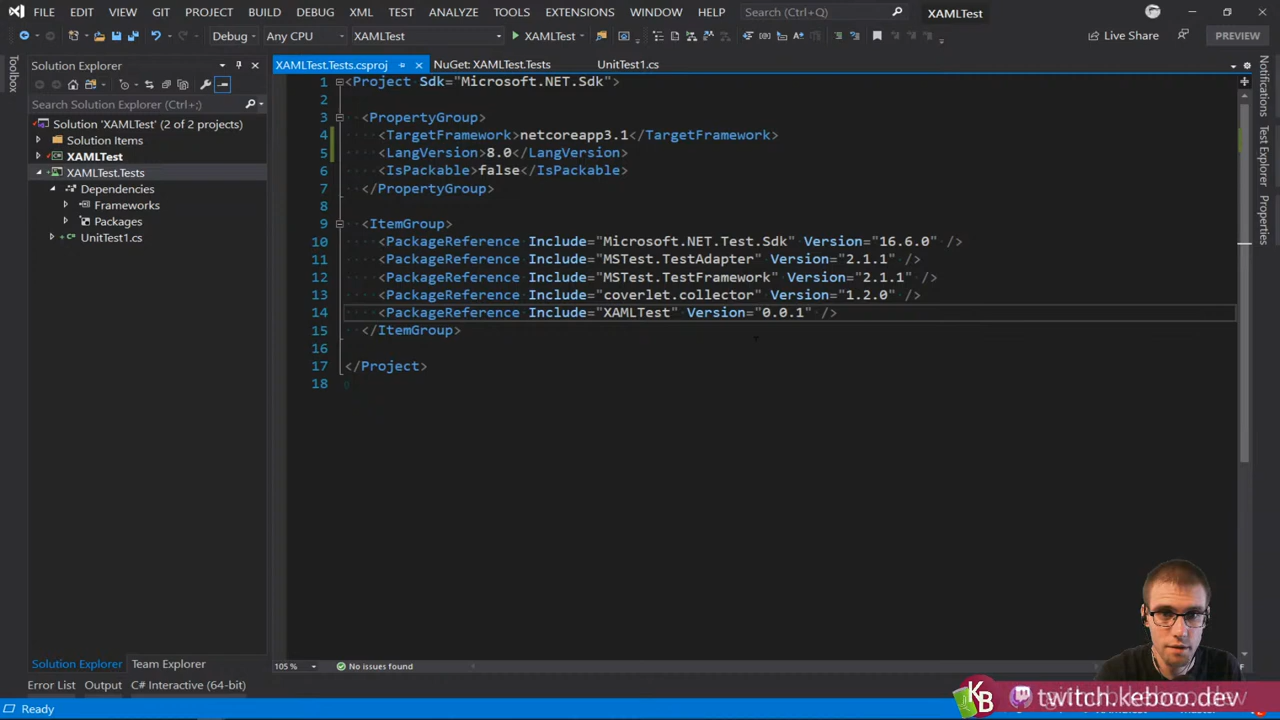 FILE EDIT VIEW GIT PROJECT BUILD DEBUG XML TEST ANALYZE TOOLS EXTENSIONS WINDOW HELP Search (Ctrl+Q) XAMLTest
Debug Any CPU XAMLTest XAMLTest Live Share PREVIEW
Toolbox
Solution Explorer
Search Solution Explorer (Ctrl+;)
Solution 'XAMLTest' (2 of 2 projects)
Solution Items
XAMLTest
XAMLTest.Tests
Dependencies
Frameworks
Packages
UnitTest1.cs
XAMLTest.Tests.csproj NuGet: XAMLTest.Tests UnitTest1.cs
1 <Project Sdk="Microsoft.NET.Sdk">
2
3 <PropertyGroup>
4 <TargetFramework>netcoreapp3.1</TargetFramework>
5 <LangVersion>8.0</LangVersion>
6 <IsPackable>false</IsPackable>
7 </PropertyGroup>
8
9 <ItemGroup>
10 <PackageReference Include="Microsoft.NET.Test.Sdk" Version="16.6.0" />
11 <PackageReference Include="MSTest.TestAdapter" Version="2.1.1" />
12 <PackageReference Include="MSTest.TestFramework" Version="2.1.1" />
13 <PackageReference Include="coverlet.collector" Version="1.2.0" />
14 <PackageReference Include="XAMLTest" Version="0.0.1" />
15 </ItemGroup>
16
17 </Project>
18
Notifications
Test Explorer
Properties
105 % No issues found
Solution Explorer Team Explorer
Error List Output C# Interactive (64-bit)
Ready
KB twitch.keboo.dev